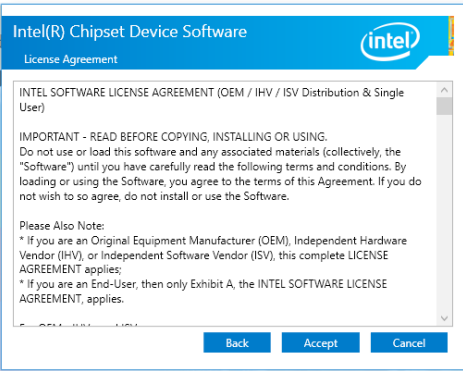 Intel(R) Chipset Device Software
intel
License Agreement
INTEL SOFTWARE LICENSE AGREEMENT (OEM / IHV / ISV Distribution & Single
User)
IMPORTANT - READ BEFORE COPYING, INSTALLING OR USING.
Do not use or load this software and any associated materials (collectively, the
"Software") until you have carefully read the following terms and conditions. By
loading or using the Software, you agree to the terms of this Agreement. If you do
not wish to so agree, do not install or use the Software.
Please Also Note:
* If you are an Original Equipment Manufacturer (OEM), Independent Hardware
Vendor (IHV), or Independent Software Vendor (ISV), this complete LICENSE
AGREEMENT applies;
* If you are an End-User, then only Exhibit A, the INTEL SOFTWARE LICENSE
AGREEMENT, applies.
Back Accept Cancel